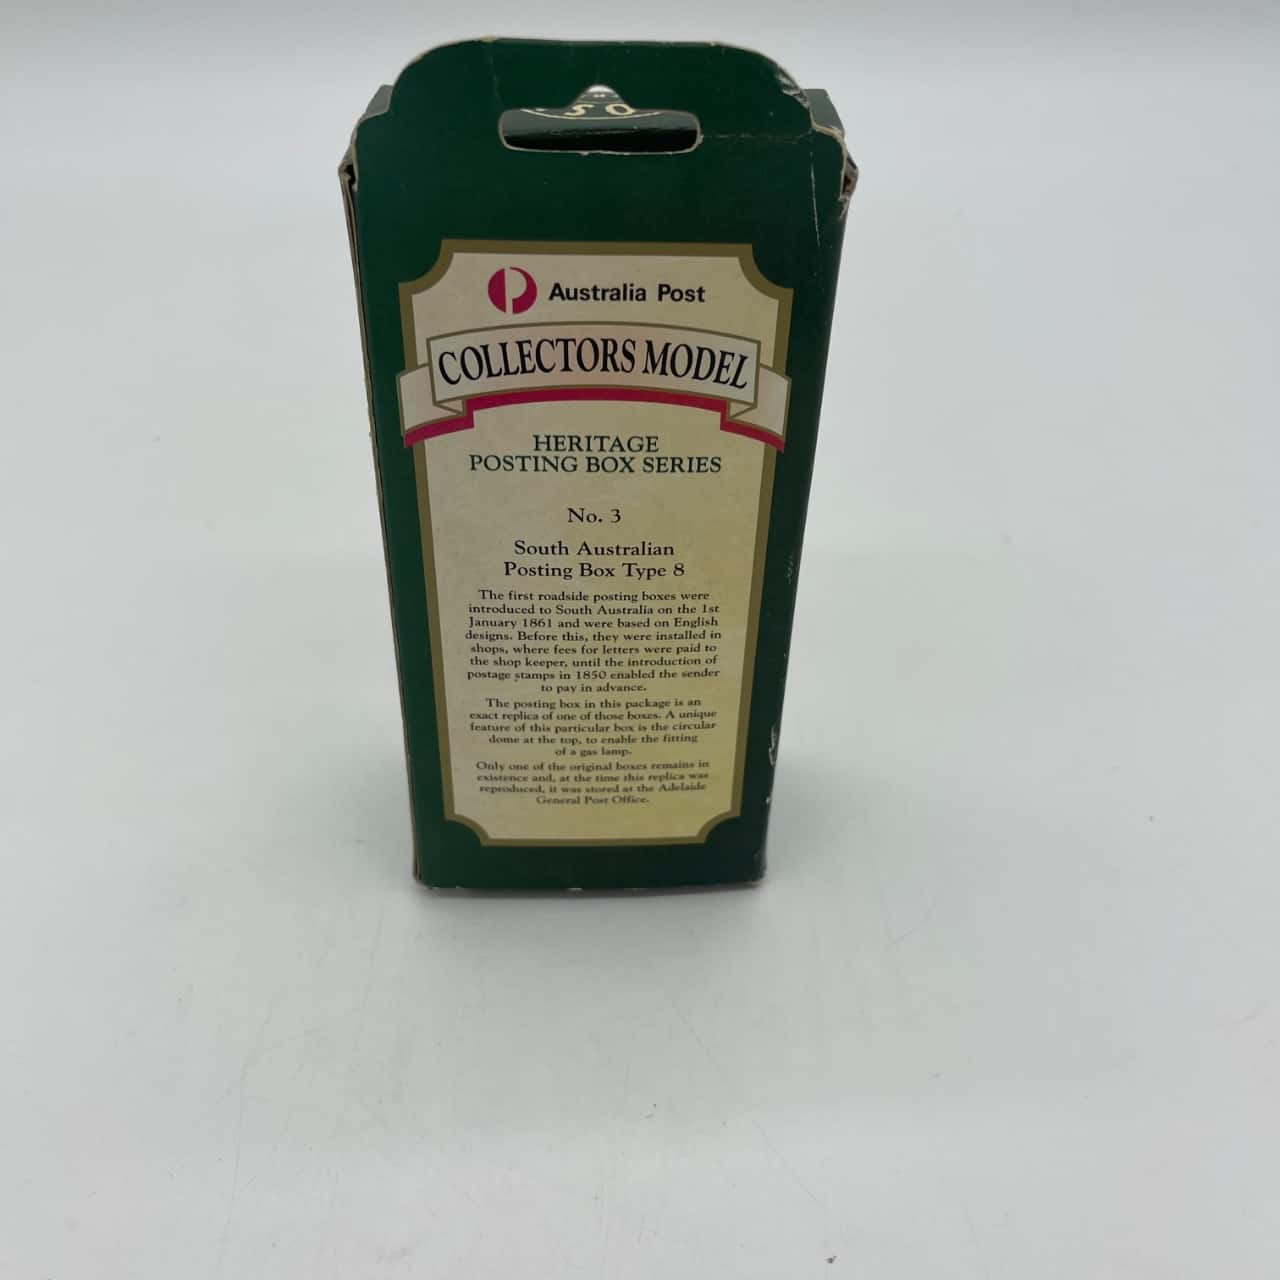 SO
Australia Post
COLLECTORS MODEL
HERITAGE
POSTING BOX SERIES
No. 3
South Australian
Posting Box Type 8
The first roadside posting boxes were
introduced to South Australia on the 1st
January 1861 and were based on English
designs. Before this, they were installed in
shops, where fees for letters were paid to
the shop keeper, until the introduction of
postage stamps in 1850 enabled the sender
to pay in advance.
The posting box in this package is an
exact replica of one of those boxes. A unique
feature of this particular box is the circular
dome at the top, to enable the fitting
of a gas lamp.
Only one of the original boxes remains in
existence and, at the time this replica was
reproduced, it was stored at the Adelaide
General Post Office.